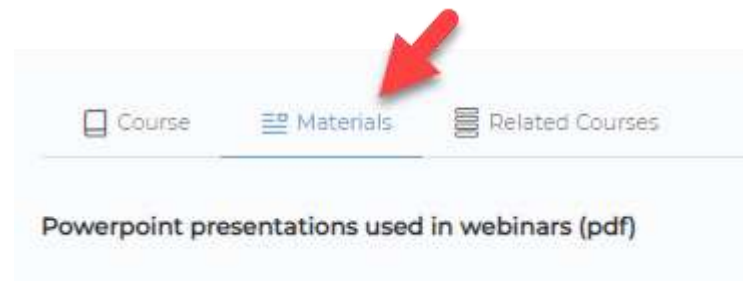 Course Materials Related Courses
Powerpoint presentations used in webinars (pdf)